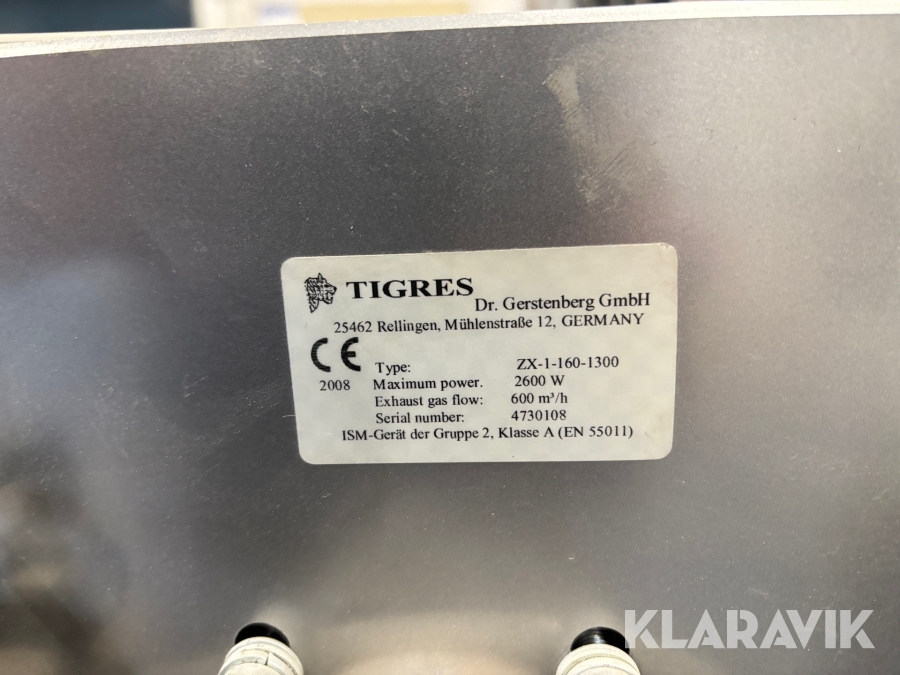 TIGRES
Dr. Gerstenberg GmbH
25462 Rellingen, Mühlenstraße 12, GERMANY
CE
2008
Type: ZX-1-160-1300
Maximum power. 2600 W
Exhaust gas flow: 600 m³/h
Serial number: 4730108
ISM-Gerät der Gruppe 2, Klasse A (EN 55011)
KLARAVIK